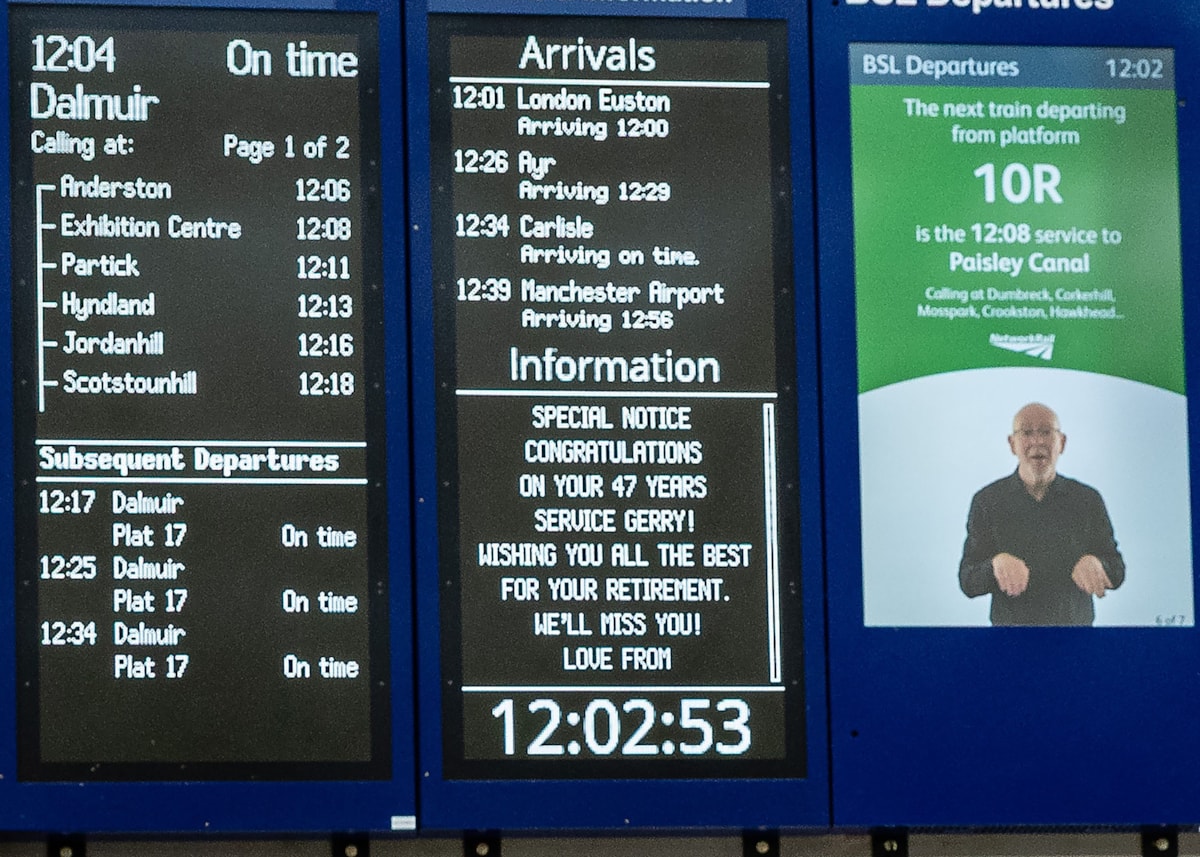 12:04 On time
Dalmuir
Calling at: Page 1 of 2
Anderston 12:06
Exhibition Centre 12:08
Partick 12:11
Hyndland 12:13
Jordanhill 12:16
Scotstounhill 12:18
Subsequent Departures
12:17 Dalmuir
Plat 17 On time
12:25 Dalmuir
Plat 17 On time
12:34 Dalmuir
Plat 17 On time
Arrivals
12:01 London Euston
Arriving 12:00
12:26 Ayr
Arriving 12:29
12:34 Carlisle
Arriving on time.
12:39 Manchester Airport
Arriving 12:56
Information
SPECIAL NOTICE
CONGRATULATIONS
ON YOUR 47 YEARS
SERVICE GERRY!
WISHING YOU ALL THE BEST
FOR YOUR RETIREMENT.
WE'LL MISS YOU!
LOVE FROM
12:02:53
BSL Departures
BSL Departures 12:02
The next train departing
from platform
10R
is the 12:08 service to
Paisley Canal
Calling at Dumbreck, Corkerhill,
Mosspark, Crookston, Hawkhead...
NetworkRail
6 of 7